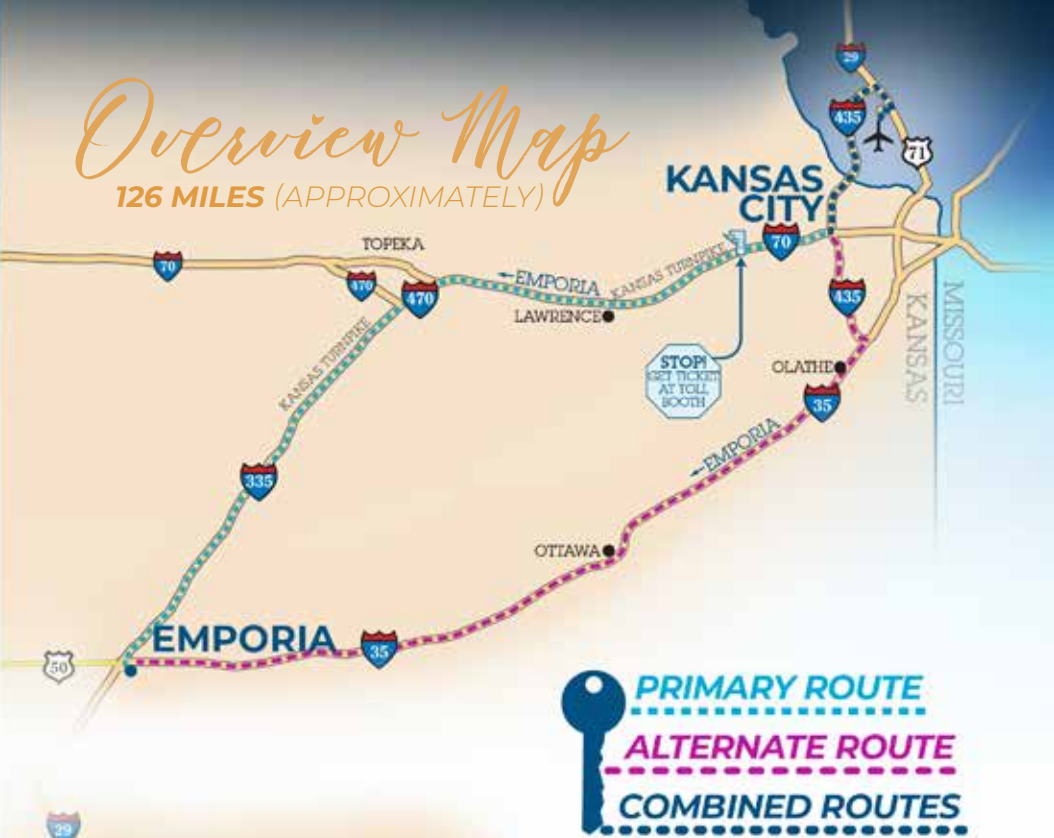 Overview Map
126 MILES (APPROXIMATELY)
29
435
71
KANSAS
CITY
70
TOPEKA
70
470
470
EMPORIA
KANSAS TURNPIKE
LAWRENCE
435
KANSAS
MISSOURI
STOP!
GET TICKET
AT TOLL
BOOTH
OLATHE
35
KANSAS TURNPIKE
EMPORIA
335
OTTAWA
EMPORIA
35
50
PRIMARY ROUTE
ALTERNATE ROUTE
COMBINED ROUTES
29